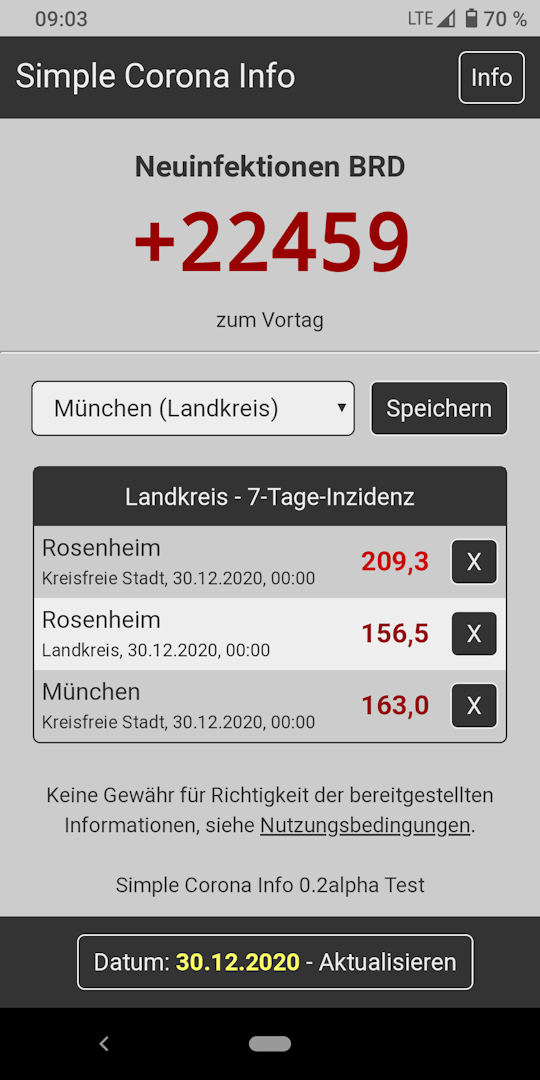 09:03 LTE 70 %
Simple Corona Info Info
Neuinfektionen BRD
+22459
zum Vortag
München (Landkreis) Speichern
Landkreis - 7-Tage-Inzidenz
Rosenheim
Kreisfreie Stadt, 30.12.2020, 00:00
209,3 X
Rosenheim
Landkreis, 30.12.2020, 00:00
156,5 X
München
Kreisfreie Stadt, 30.12.2020, 00:00
163,0 X
Keine Gewähr für Richtigkeit der bereitgestellten
Informationen, siehe Nutzungsbedingungen.
Simple Corona Info 0.2alpha Test
Datum: 30.12.2020 - Aktualisieren